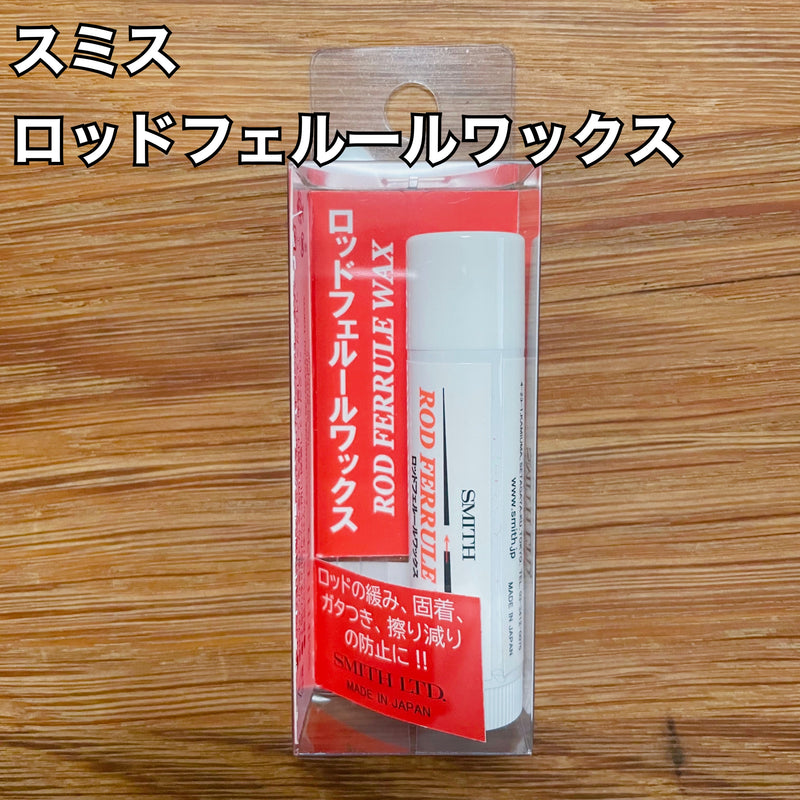 スミス
ロッドフェルールワックス
ロッドフェルールワックス
ROD FERRULE WAX
ROD FERRULE
ロッドフェルールワックス
SMITH
www.smith.jp
MADE IN JAPAN
ロッドの緩み、固着、
ガタつき、擦り減り
の防止に!!
SMITH LTD.
MADE IN JAPAN